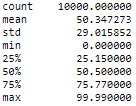 count 10000.000000
mean 50.347273
std 29.015852
min 0.000000
25% 25.150000
50% 50.500000
75% 75.770000
max 99.990000